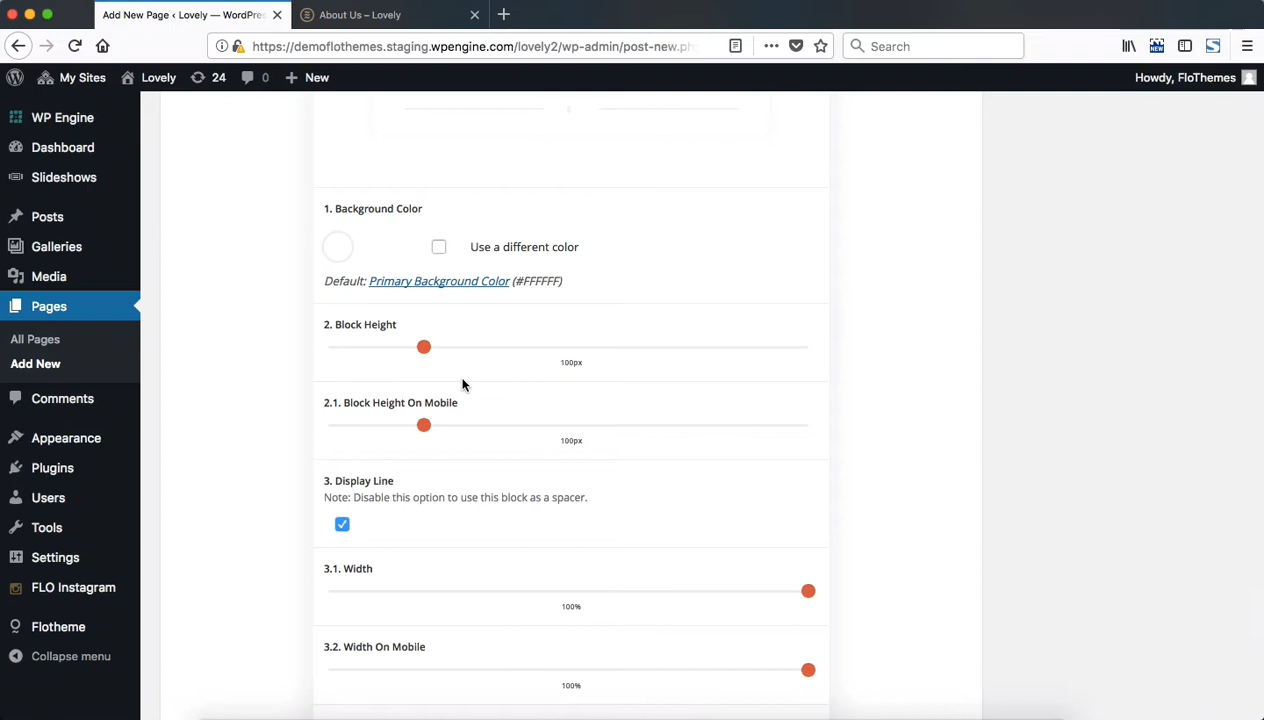 Add New Page ‹ Lovely — WordPres
About Us – Lovely
https://demoflothemes.staging.wpengine.com/lovely2/wp-admin/post-new.ph
Search
My Sites
Lovely
24
0
New
Howdy, FloThemes
WP Engine
Dashboard
Slideshows
Posts
Galleries
Media
Pages
All Pages
Add New
Comments
Appearance
Plugins
Users
Tools
Settings
FLO Instagram
Flotheme
Collapse menu
1. Background Color
Use a different color
Default: Primary Background Color (#FFFFFF)
2. Block Height
100px
2.1. Block Height On Mobile
100px
3. Display Line
Note: Disable this option to use this block as a spacer.
3.1. Width
100%
3.2. Width On Mobile
100%